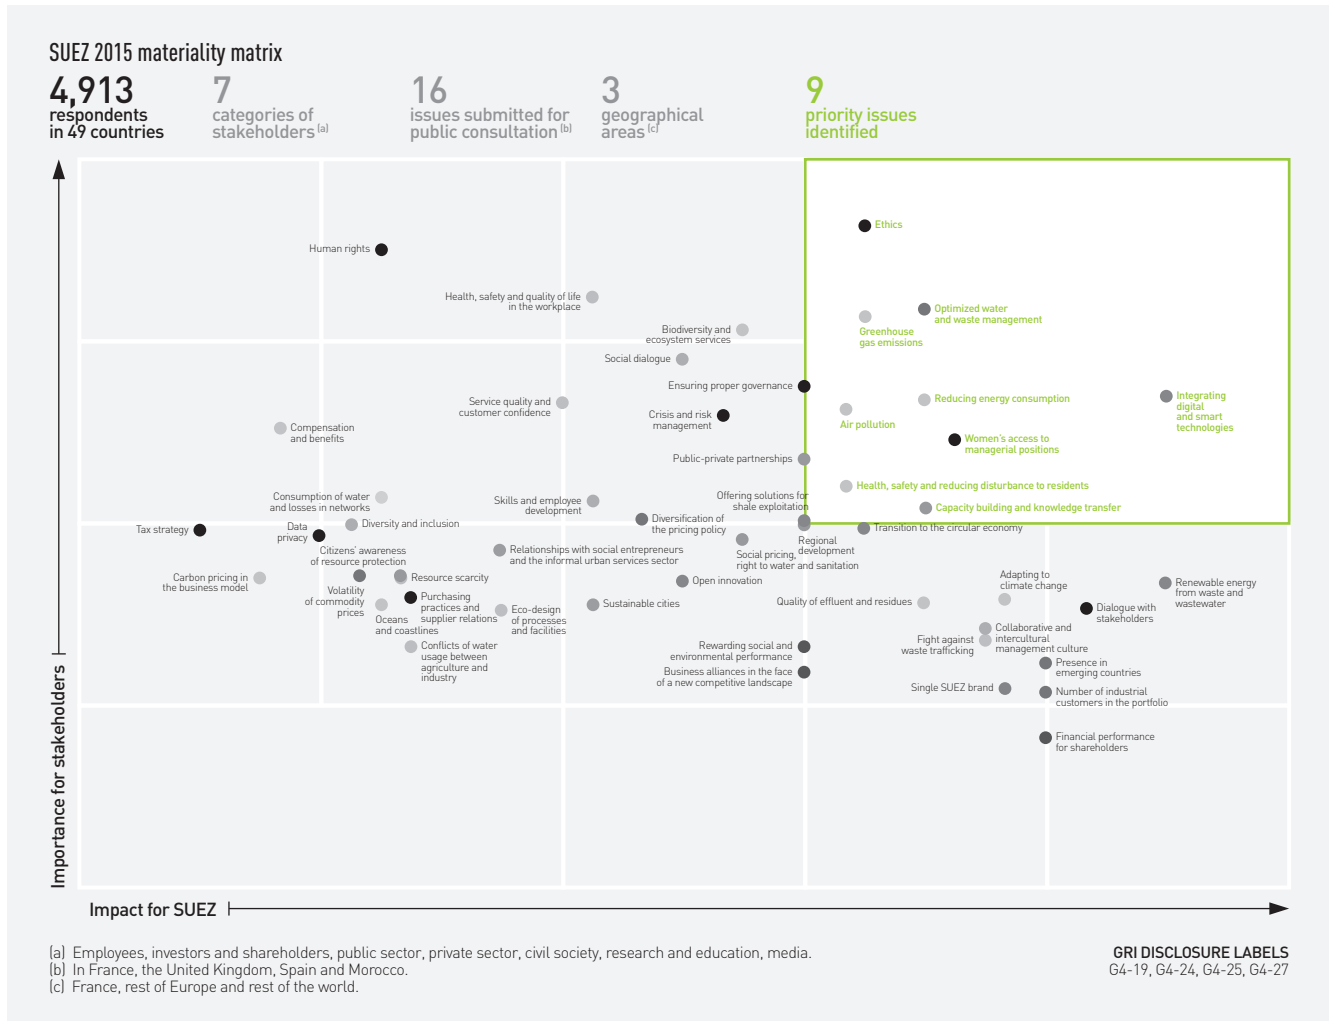 SUEZ 2015 materiality matrix
4,913
respondents
in 49 countries
7
categories of
stakeholders (a)
16
issues submitted for
public consultation (b)
3
geographical
areas (c)
9
priority issues
identified
Importance for stakeholders
Ethics
Human rights
Health, safety and quality of life
in the workplace
Optimized water
and waste management
Greenhouse
gas emissions
Biodiversity and
ecosystem services
Social dialogue
Ensuring proper governance
Service quality and
customer confidence
Crisis and risk
management
Reducing energy consumption
Integrating
digital
and smart
technologies
Air pollution
Compensation
and benefits
Women's access to
managerial positions
Public-private partnerships
Health, safety and reducing disturbance to residents
Consumption of water
and losses in networks
Skills and employee
development
Offering solutions for
shale exploitation
Capacity building and knowledge transfer
Tax strategy
Data
privacy
Diversity and inclusion
Diversification of
the pricing policy
Transition to the circular economy
Regional
development
Social pricing,
right to water and sanitation
Citizens' awareness
of resource protection
Relationships with social entrepreneurs
and the informal urban services sector
Carbon pricing in
the business model
Resource scarcity
Open innovation
Adapting to
climate change
Renewable energy
from waste and
wastewater
Volatility
of commodity
prices
Purchasing
practices and
supplier relations
Oceans
and coastlines
Eco-design
of processes
and facilities
Sustainable cities
Quality of effluent and residues
Dialogue with
stakeholders
Collaborative and
intercultural
management culture
Fight against
waste trafficking
Conflicts of water
usage between
agriculture and
industry
Rewarding social and
environmental performance
Business alliances in the face
of a new competitive landscape
Presence in
emerging countries
Single SUEZ brand
Number of industrial
customers in the portfolio
Financial performance
for shareholders
Impact for SUEZ
(a) Employees, investors and shareholders, public sector, private sector, civil society, research and education, media.
(b) In France, the United Kingdom, Spain and Morocco.
(c) France, rest of Europe and rest of the world.
GRI DISCLOSURE LABELS
G4-19, G4-24, G4-25, G4-27